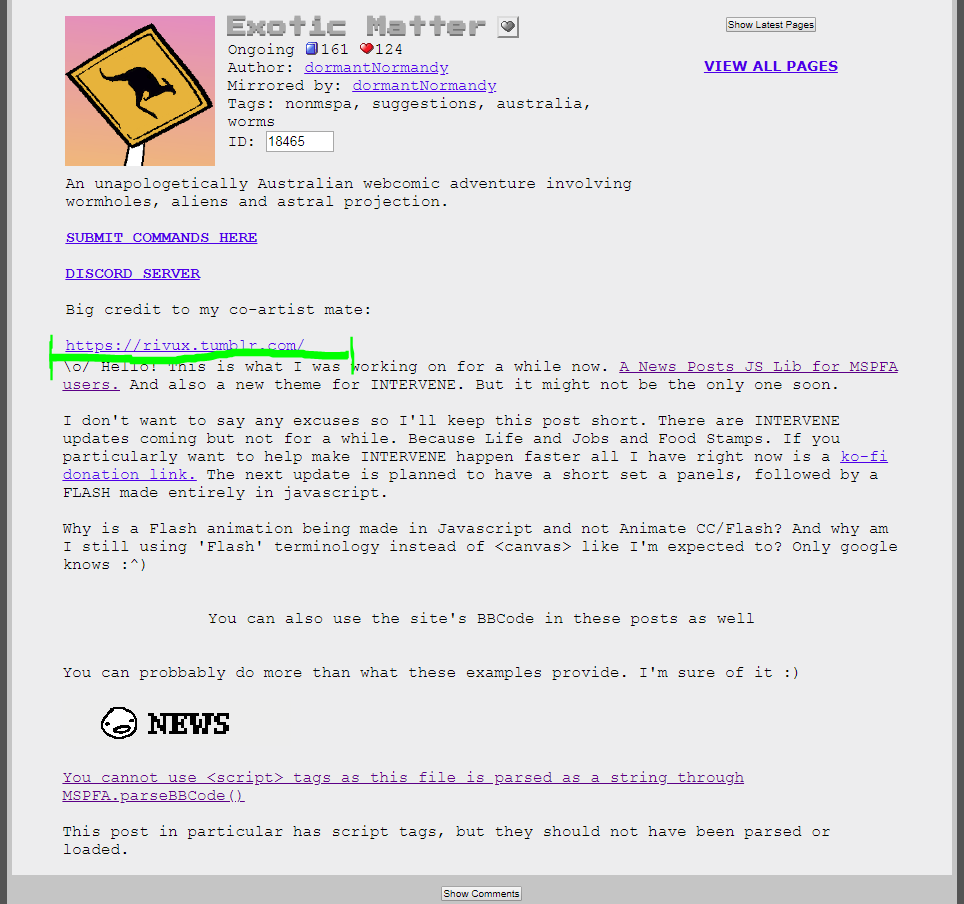 Exotic Matter
Show Latest Pages
Ongoing 161 124
Author: dormantNormandy
VIEW ALL PAGES
Mirrored by: dormantNormandy
Tags: nonmspa, suggestions, australia,
worms
ID: 18465
An unapologetically Australian webcomic adventure involving
wormholes, aliens and astral projection.
SUBMIT COMMANDS HERE
DISCORD SERVER
Big credit to my co-artist mate:
https://rivux.tumblr.com/
\o/ Hello! This is what I was working on for a while now. A News Posts JS Lib for MSPFA
users. And also a new theme for INTERVENE. But it might not be the only one soon.
I don't want to say any excuses so I'll keep this post short. There are INTERVENE
updates coming but not for a while. Because Life and Jobs and Food Stamps. If you
particularly want to help make INTERVENE happen faster all I have right now is a ko-fi
donation link. The next update is planned to have a short set a panels, followed by a
FLASH made entirely in javascript.
Why is a Flash animation being made in Javascript and not Animate CC/Flash? And why am
I still using 'Flash' terminology instead of <canvas> like I'm expected to? Only google
knows :^)
You can also use the site's BBCode in these posts as well
You can probbably do more than what these examples provide. I'm sure of it :)
NEWS
You cannot use <script> tags as this file is parsed as a string through
MSPFA.parseBBCode()
This post in particular has script tags, but they should not have been parsed or
loaded.
Show Comments